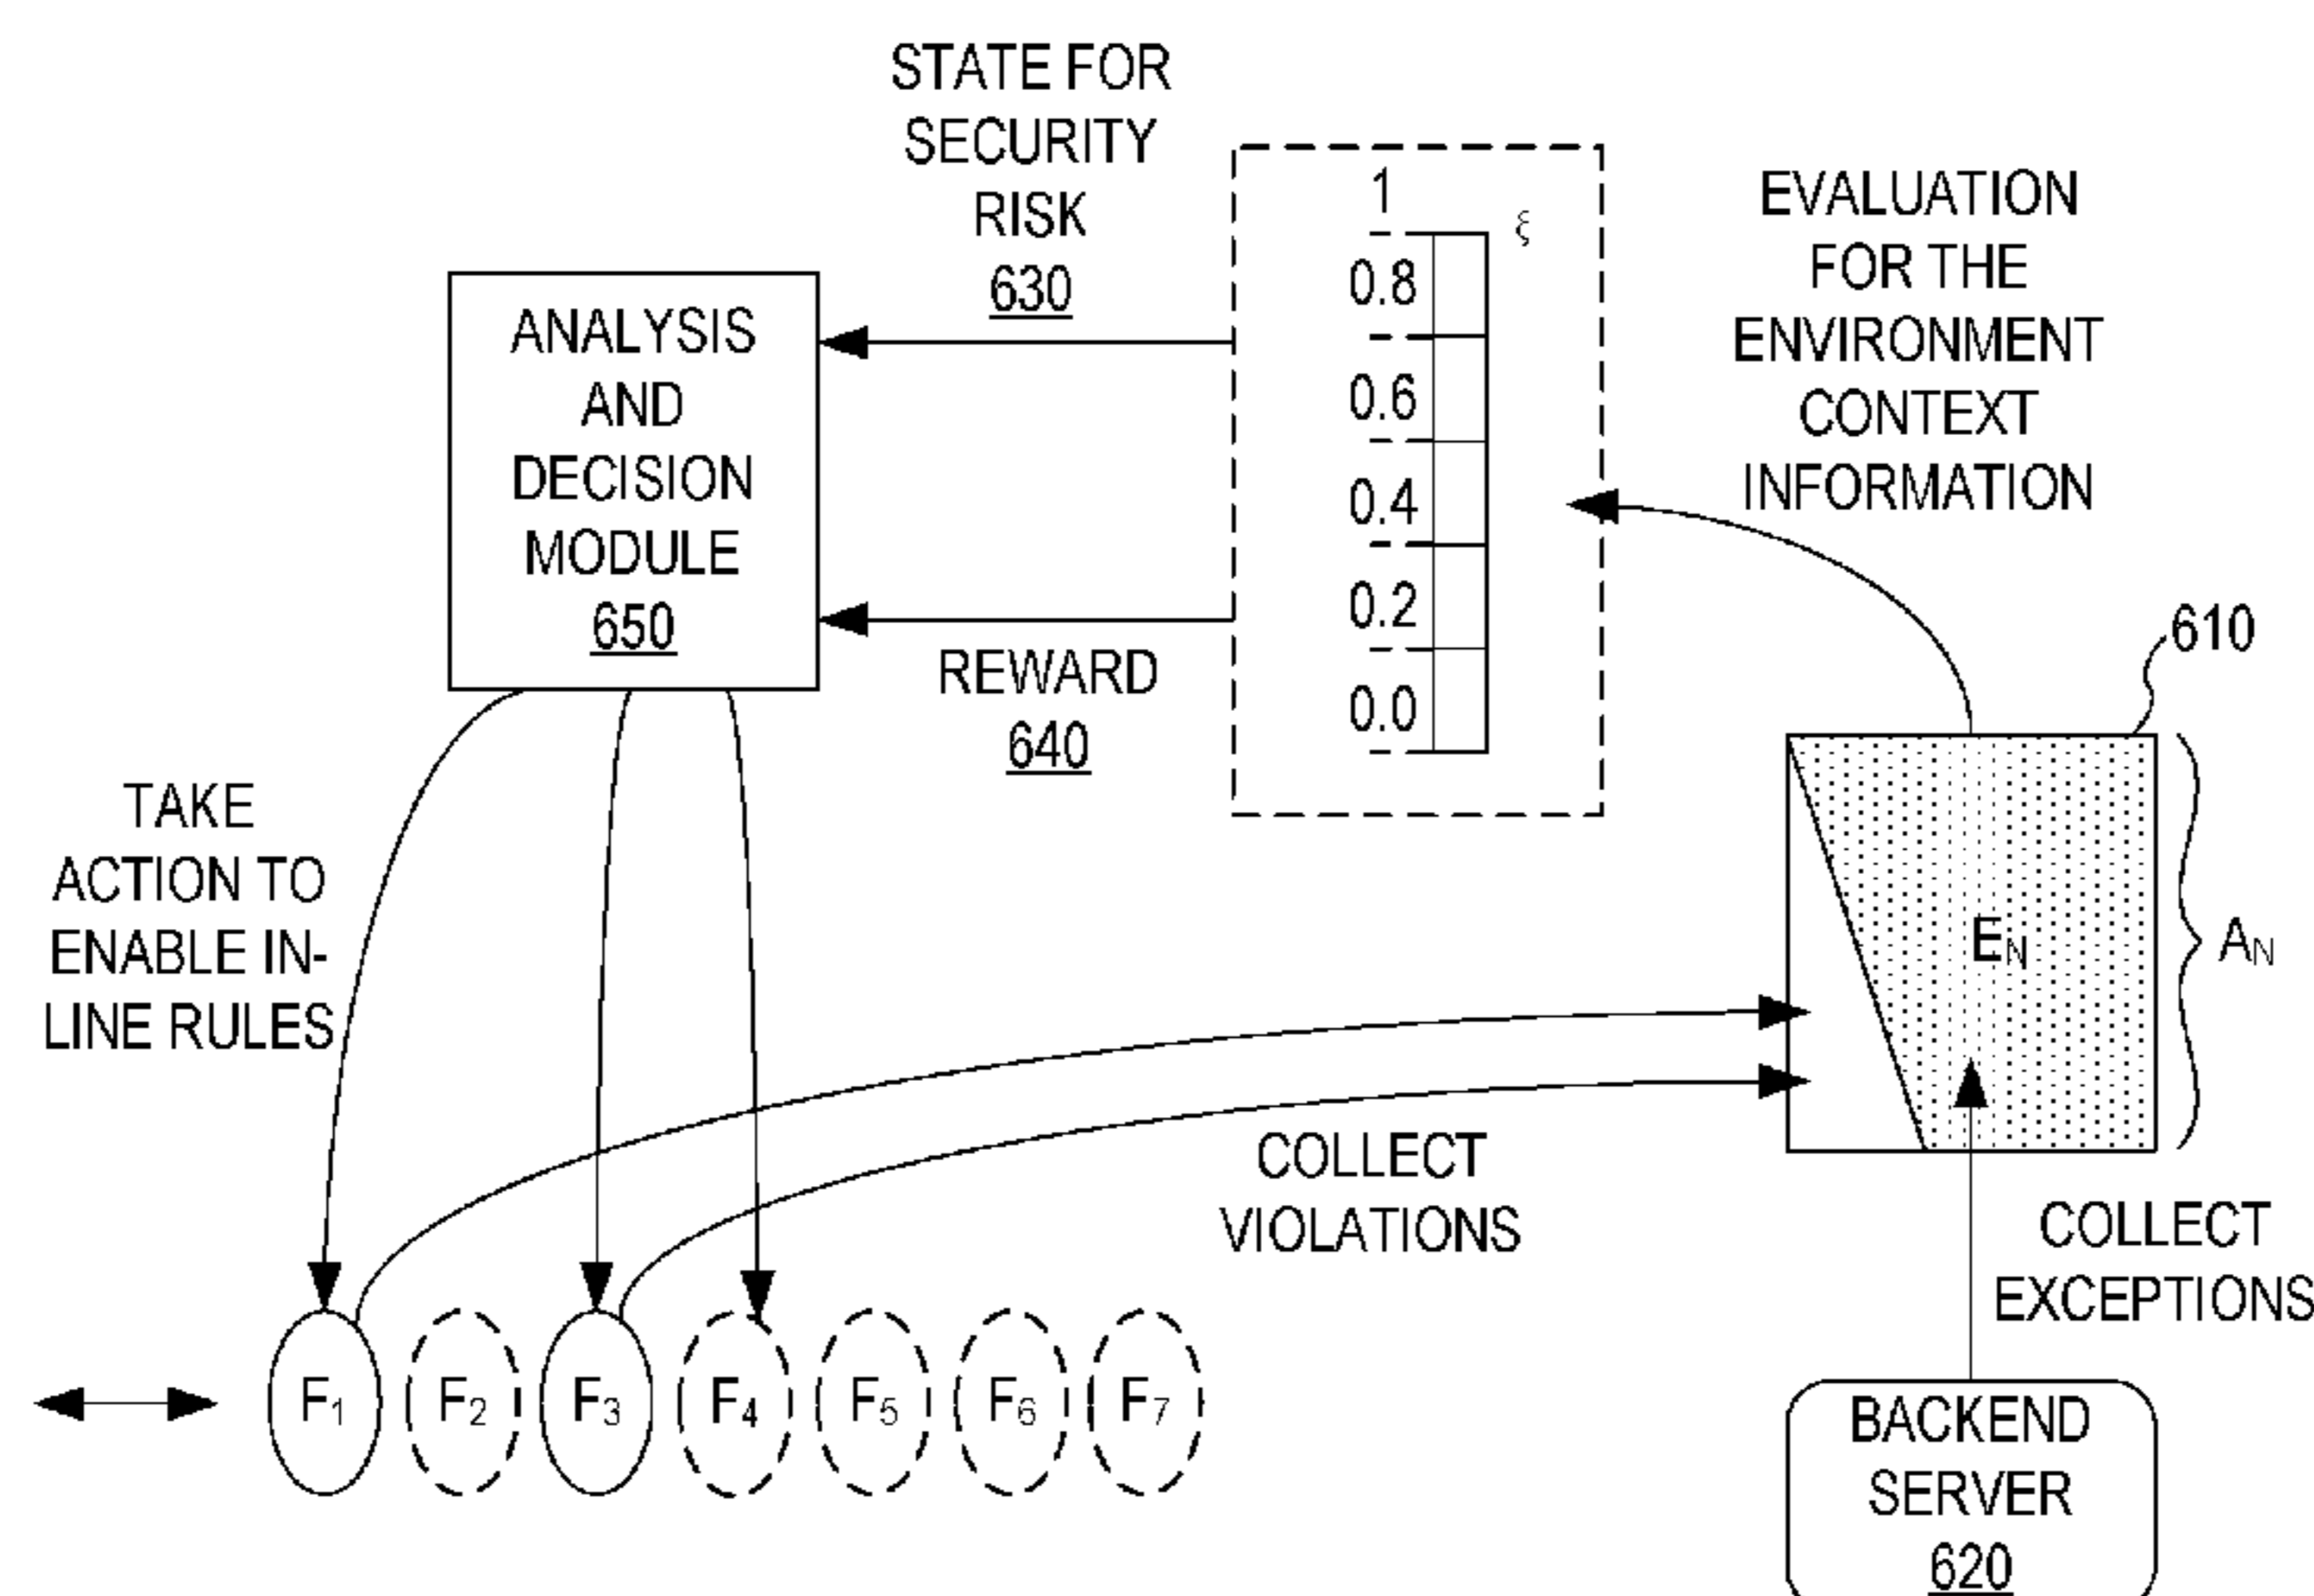 STATE FOR
SECURITY
RISK
630
ANALYSIS
AND
DECISION
MODULE
650
REWARD
640
1
ξ
0.8
0.6
0.4
0.2
0.0
EVALUATION
FOR THE
ENVIRONMENT
CONTEXT
INFORMATION
610
E_N
A_N
TAKE
ACTION TO
ENABLE IN-
LINE RULES
COLLECT
VIOLATIONS
COLLECT
EXCEPTIONS
F₁ F₂ F₃ F₄ F₅ F₆ F₇
BACKEND
SERVER
620